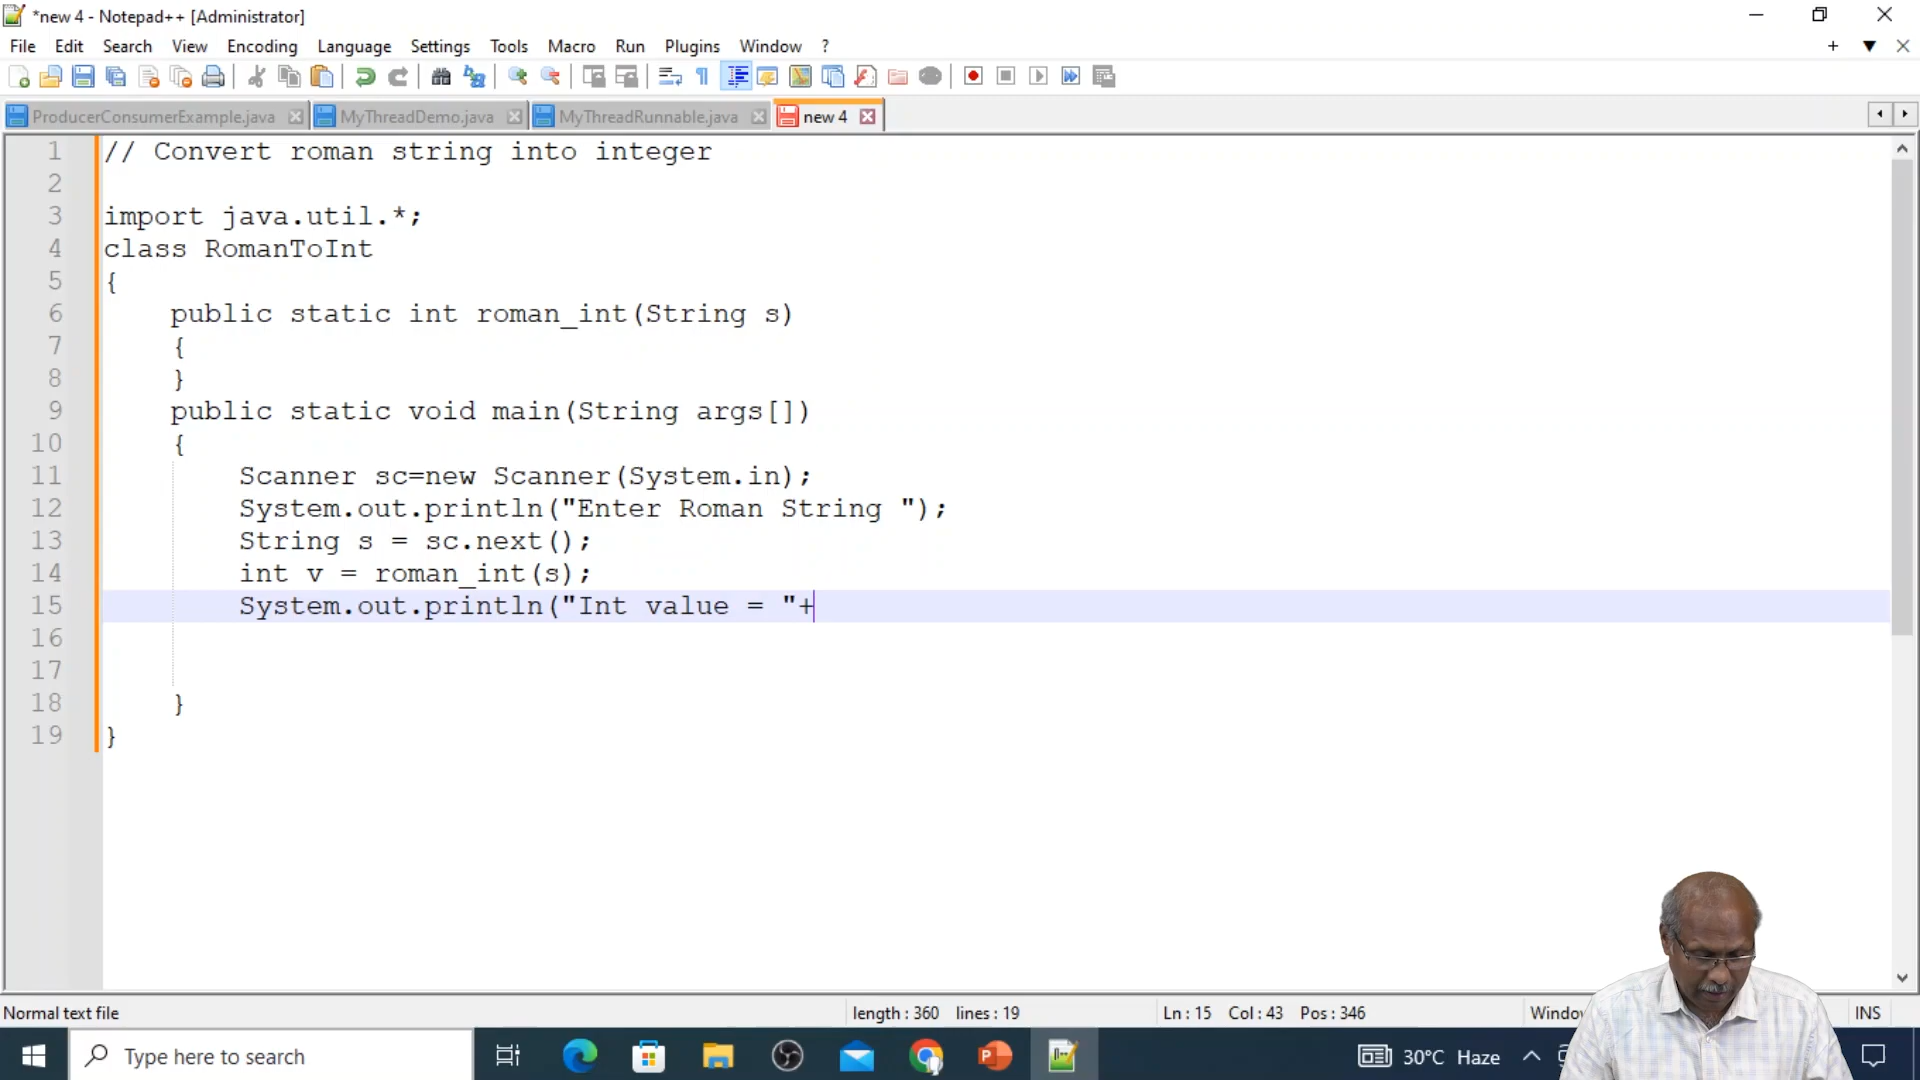 *new 4 - Notepad++ [Administrator]
File Edit Search View Encoding Language Settings Tools Macro Run Plugins Window ?
ProducerConsumerExample.java MyThreadDemo.java MyThreadRunnable.java new 4
1 // Convert roman string into integer
2
3 import java.util.*;
4 class RomanToInt
5 {
6 public static int roman_int(String s)
7 {
8 }
9 public static void main(String args[])
10 {
11 Scanner sc=new Scanner(System.in);
12 System.out.println("Enter Roman String ");
13 String s = sc.next();
14 int v = roman_int(s);
15 System.out.println("Int value = "+
16
17
18 }
19 }
Normal text file length : 360 lines : 19 Ln : 15 Col : 43 Pos : 346 INS
Type here to search 30°C Haze